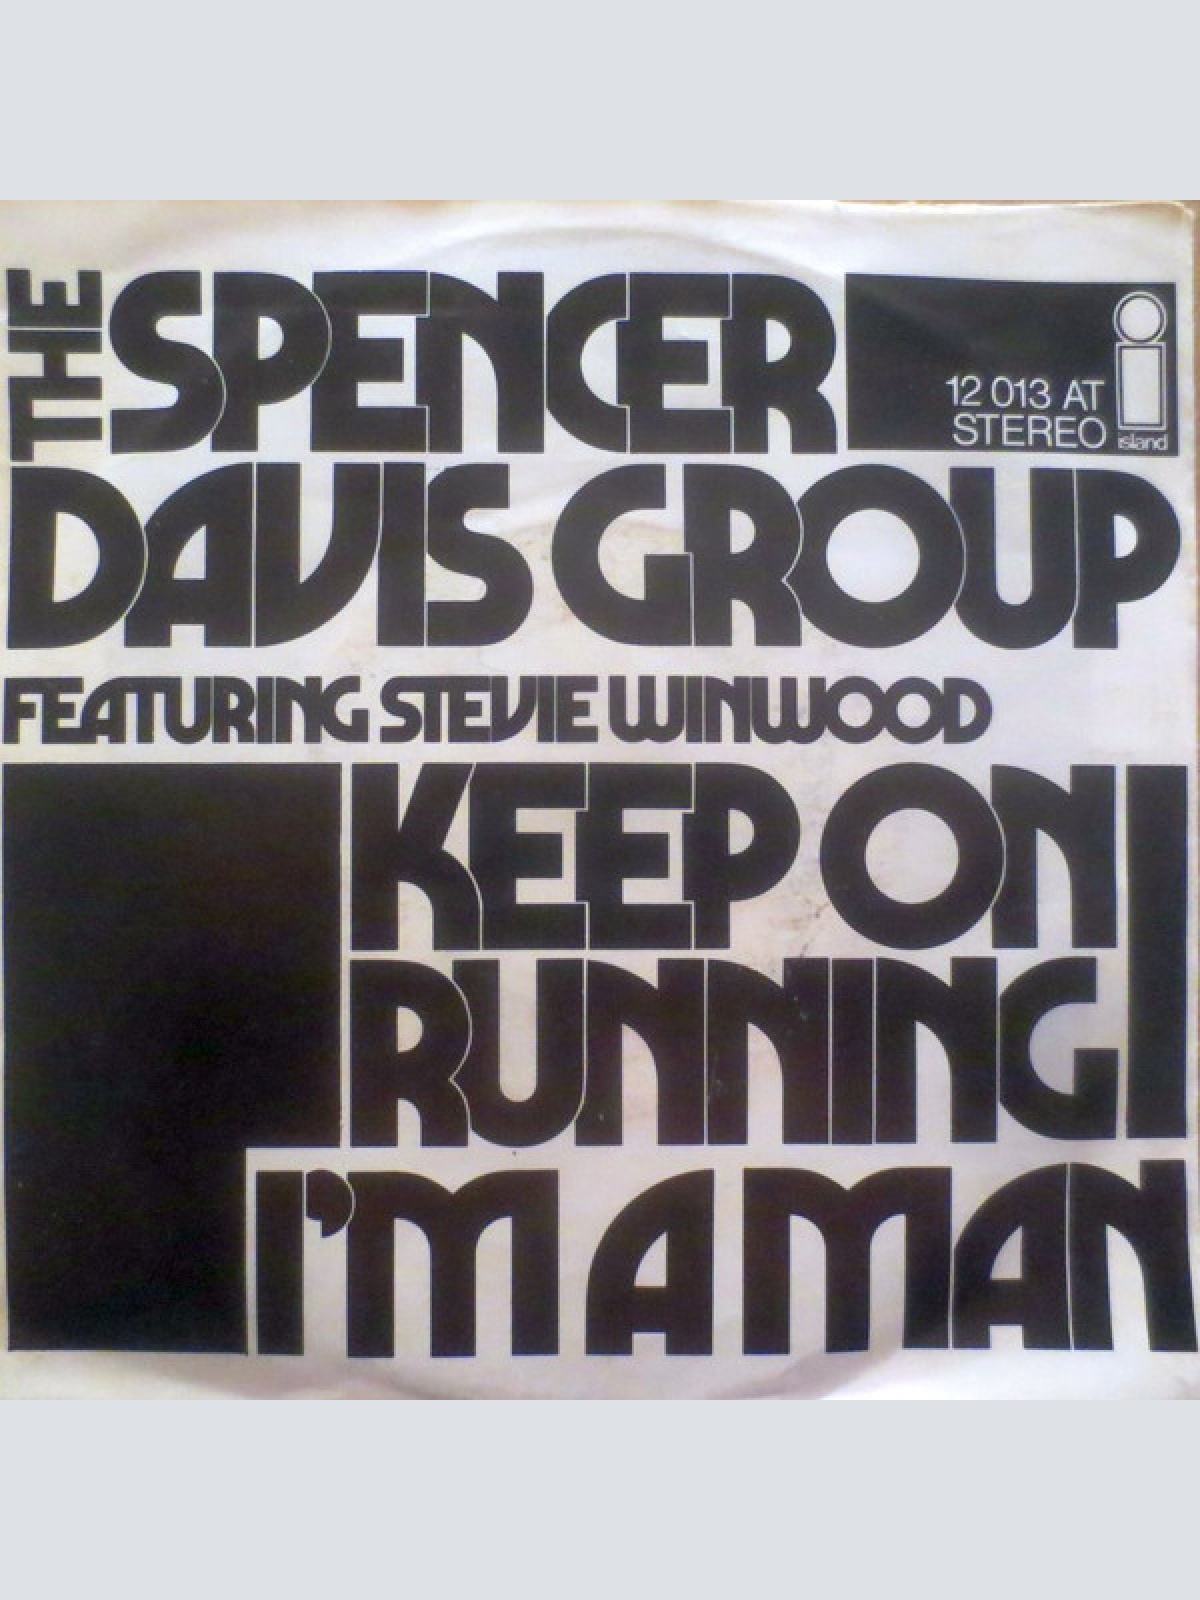 THE SPENCER
12 013 AT
STEREO
island
DAVIS GROUP
FEATURING STEVIE WINWOOD
KEEP ON
RUNNING
I'M A MAN